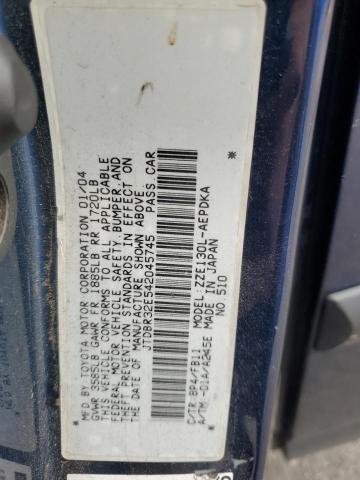 MFD BY TOYOTA MOTOR CORPORATION 01/04
GVWR 3585LB GAWR FR 1885LB RR 1720LB
THIS VEHICLE CONFORMS TO ALL APPLICABLE
FEDERAL MOTOR VEHICLE SAFETY, BUMPER, AND
THEFT PREVENTION STANDARDS IN EFFECT ON
THE DATE OF MANUFACTURE SHOWN ABOVE.
JTDBR32E542045745 PASS CAR
* *
C/TR 8P4/FB11 MODEL:ZZE130L-AEPDKA
A/TM -01A/A245E MADE IN JAPAN
NO 510